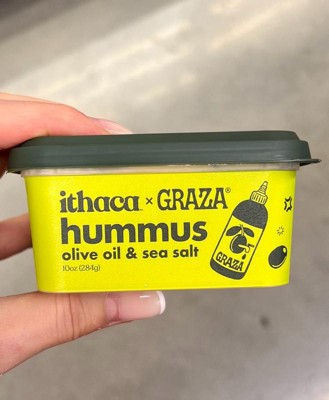 ithaca × GRAZA®
hummus
olive oil & sea salt
10oz (284g)
GRAZA